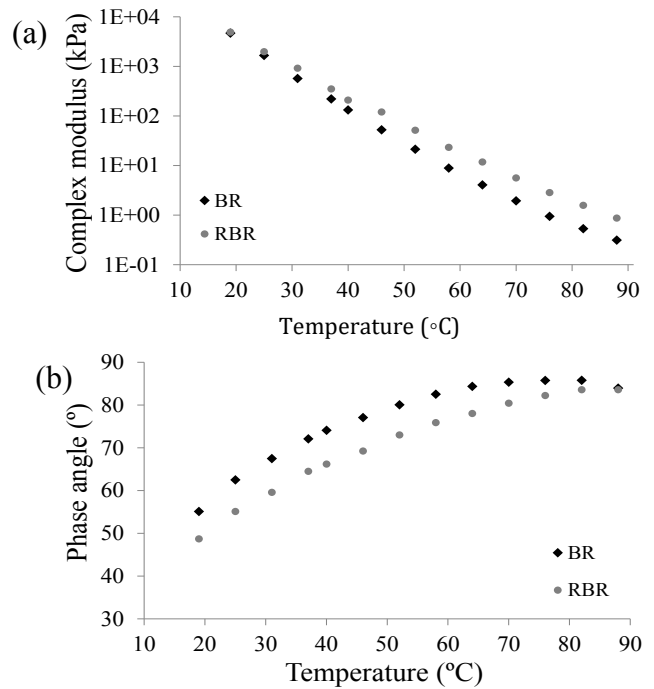 (a)
Complex modulus (kPa)
1E+04
1E+03
1E+02
1E+01
1E+00
1E-01
BR
RBR
10 20 30 40 50 60 70 80 90
Temperature (◦C)
(b)
Phase angle (º)
90
80
70
60
50
40
30
BR
RBR
10 20 30 40 50 60 70 80 90
Temperature (ºC)